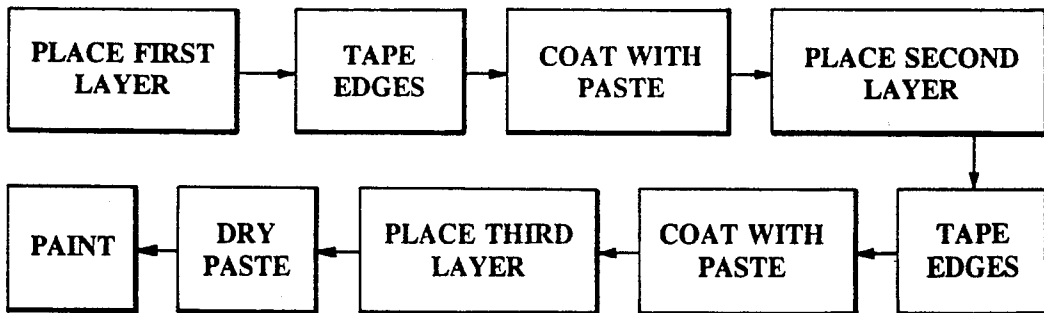 PLACE FIRST
LAYER
TAPE
EDGES
COAT WITH
PASTE
PLACE SECOND
LAYER
TAPE
EDGES
COAT WITH
PASTE
PLACE THIRD
LAYER
DRY
PASTE
PAINT